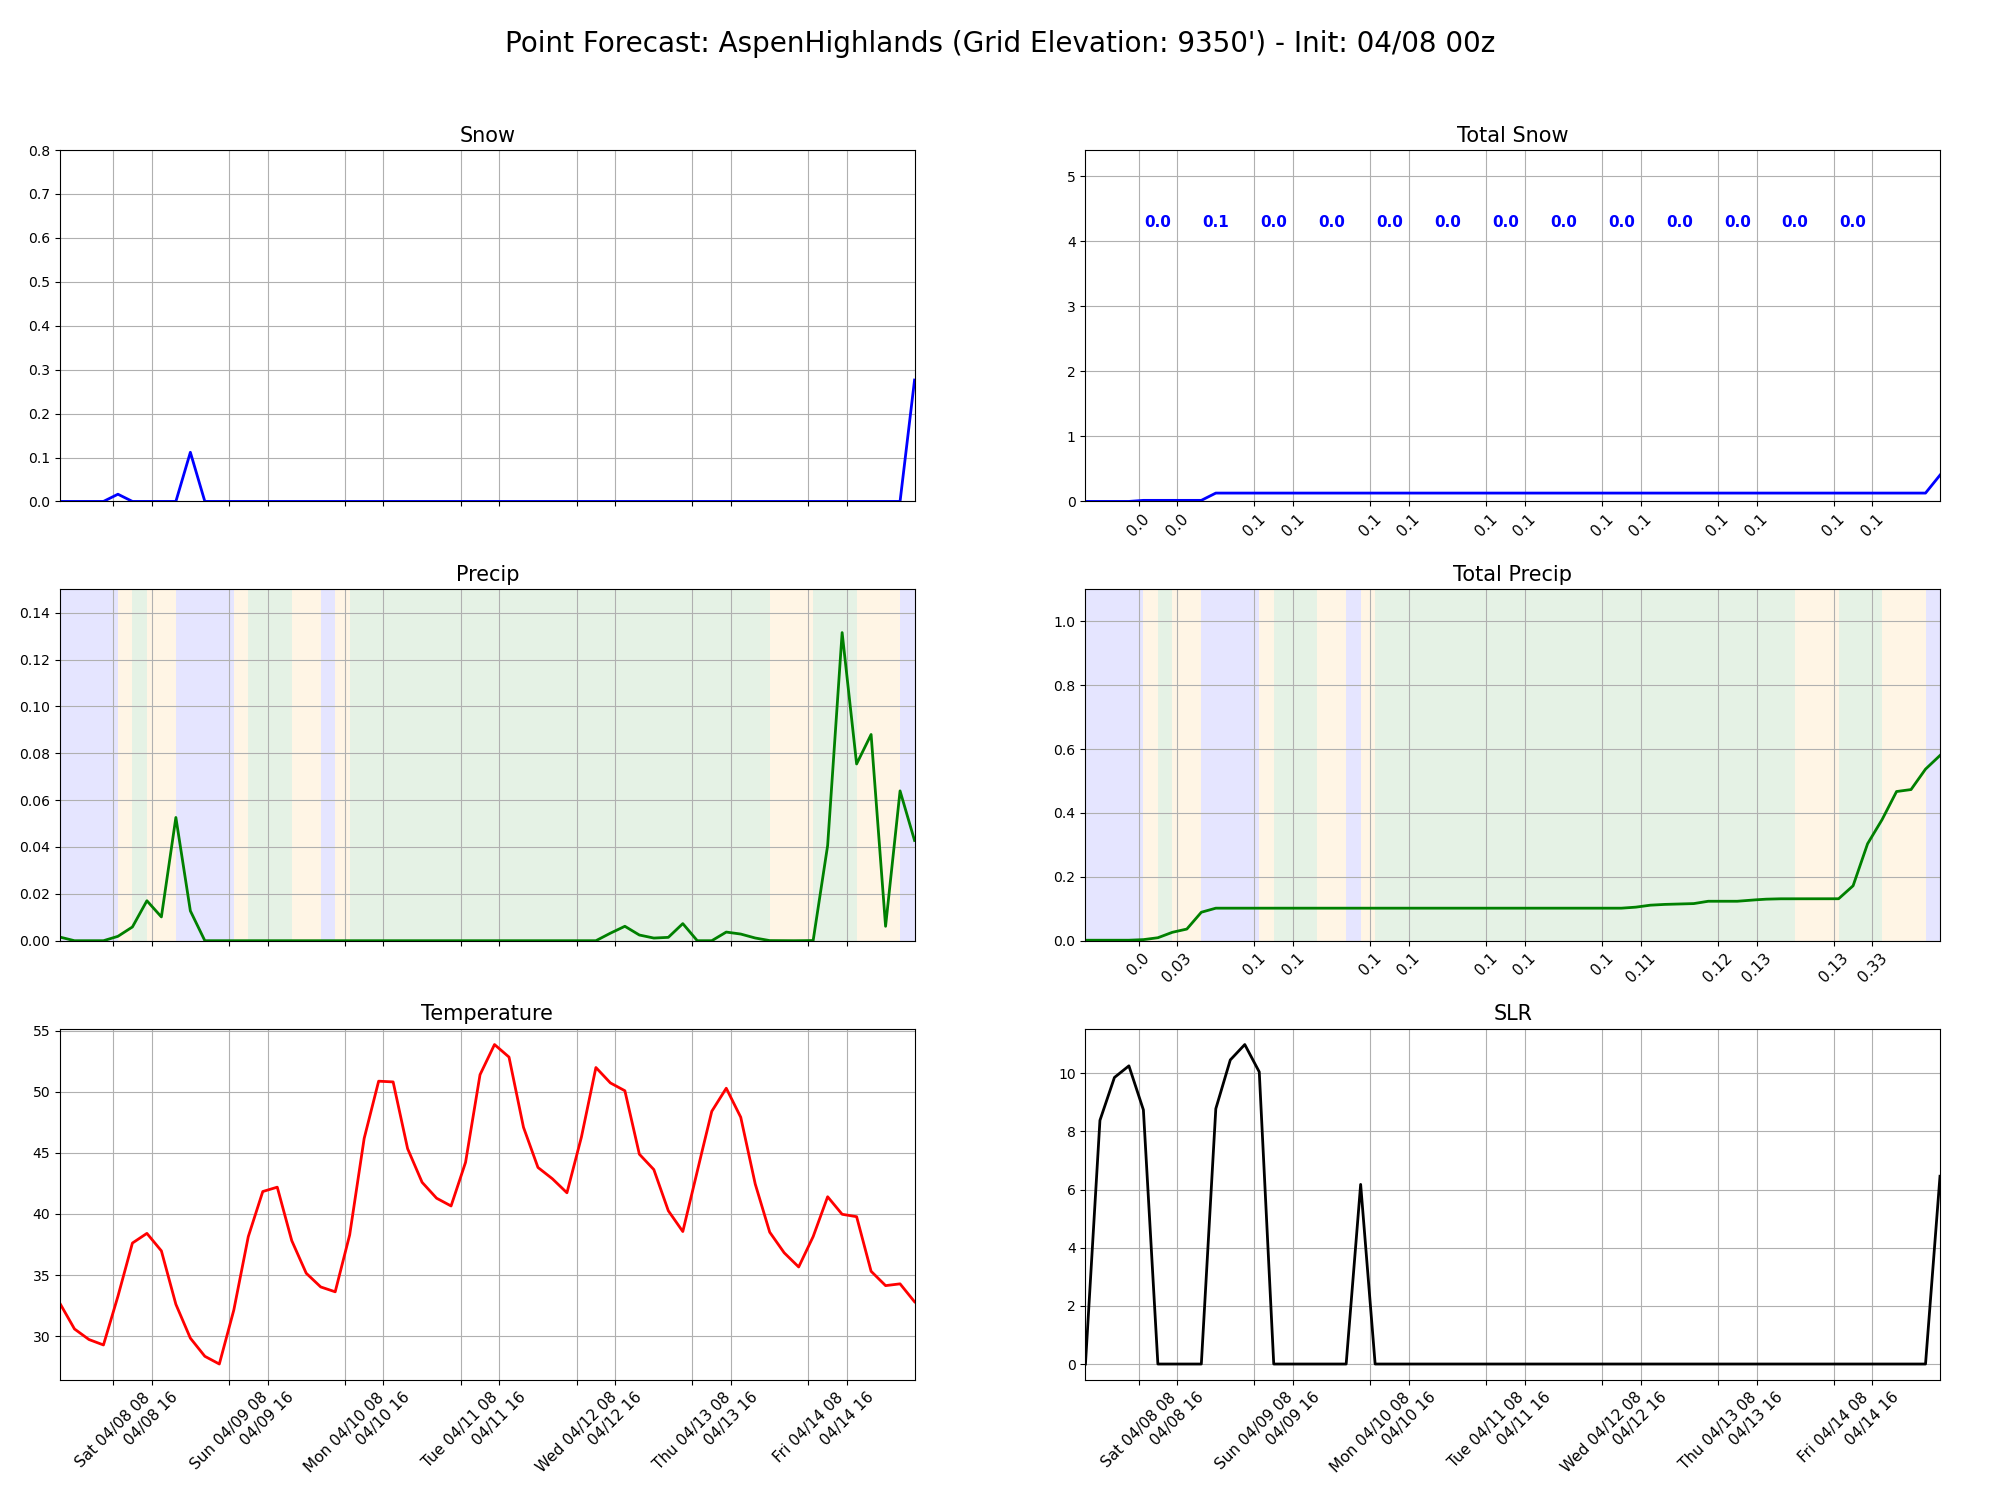 Point Forecast: AspenHighlands (Grid Elevation: 9350') - Init: 04/08 00z
Snow
0.8
0.7
0.6
0.5
0.4
0.3
0.2
0.1
0.0
Total Snow
5
4
3
2
1
0
0.0 0.1 0.0 0.0 0.0 0.0 0.0 0.0 0.0 0.0 0.0 0.0 0.0
0.0 0.0 0.1 0.1 0.1 0.1 0.1 0.1 0.1 0.1 0.1 0.1 0.1 0.1
Precip
0.14
0.12
0.10
0.08
0.06
0.04
0.02
0.00
Total Precip
1.0
0.8
0.6
0.4
0.2
0.0
0.0 0.03 0.1 0.1 0.1 0.1 0.1 0.1 0.1 0.11 0.12 0.13 0.13 0.33
Temperature
55
50
45
40
35
30
Sat 04/08 08
04/08 16
Sun 04/09 08
04/09 16
Mon 04/10 08
04/10 16
Tue 04/11 08
04/11 16
Wed 04/12 08
04/12 16
Thu 04/13 08
04/13 16
Fri 04/14 08
04/14 16
SLR
10
8
6
4
2
0
Sat 04/08 08
04/08 16
Sun 04/09 08
04/09 16
Mon 04/10 08
04/10 16
Tue 04/11 08
04/11 16
Wed 04/12 08
04/12 16
Thu 04/13 08
04/13 16
Fri 04/14 08
04/14 16